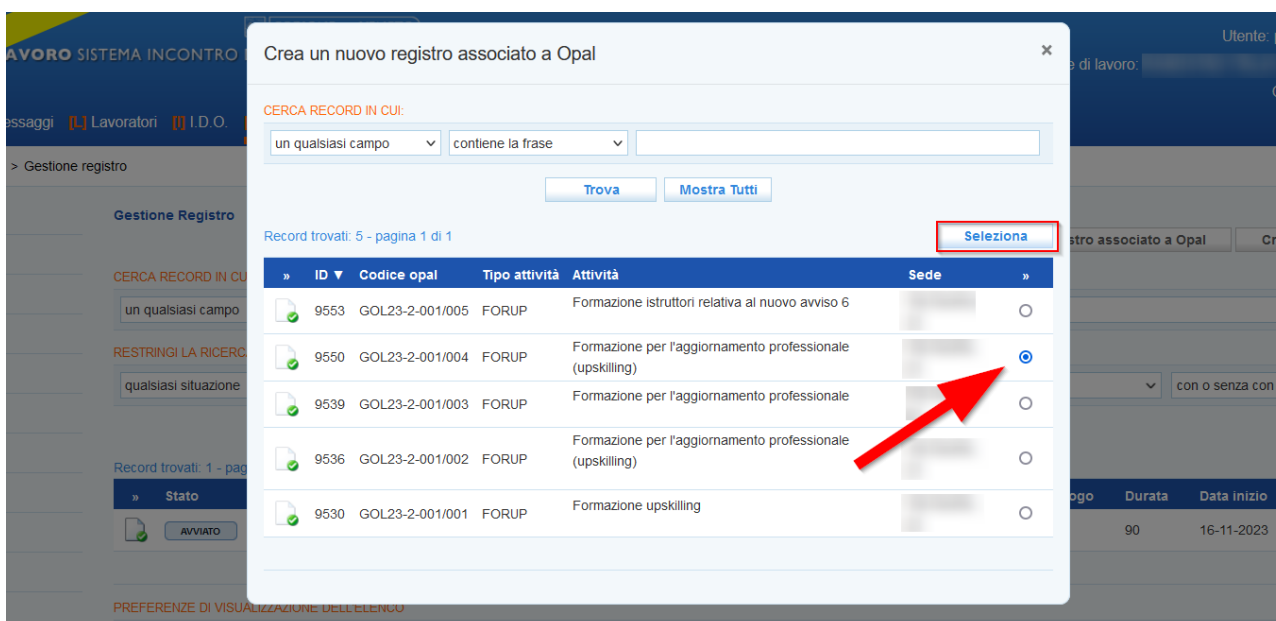 Crea un nuovo registro associato a Opal ×
Utente:
AVORO SISTEMA INCONTRO
e di lavoro:
CERCA RECORD IN CUI:
essaggi [L] Lavoratori [I] I.D.O.
un qualsiasi campo contiene la frase
> Gestione registro
Trova Mostra Tutti
Gestione Registro
Record trovati: 5 - pagina 1 di 1 Seleziona
stro associato a Opal Cr
» ID ▼ Codice opal Tipo attività Attività Sede »
CERCA RECORD IN CU
un qualsiasi campo
9553 GOL23-2-001/005 FORUP Formazione istruttori relativa al nuovo avviso 6
RESTRINGI LA RICERC
9550 GOL23-2-001/004 FORUP Formazione per l'aggiornamento professionale
(upskilling)
qualsiasi situazione
con o senza con
9539 GOL23-2-001/003 FORUP Formazione per l'aggiornamento professionale
9536 GOL23-2-001/002 FORUP Formazione per l'aggiornamento professionale
(upskilling)
Record trovati: 1 - pag
» Stato
ogo Durata Data inizio
9530 GOL23-2-001/001 FORUP Formazione upskilling
AVVIATO
90 16-11-2023
PREFERENZE DI VISUALIZZAZIONE DELL'ELENCO